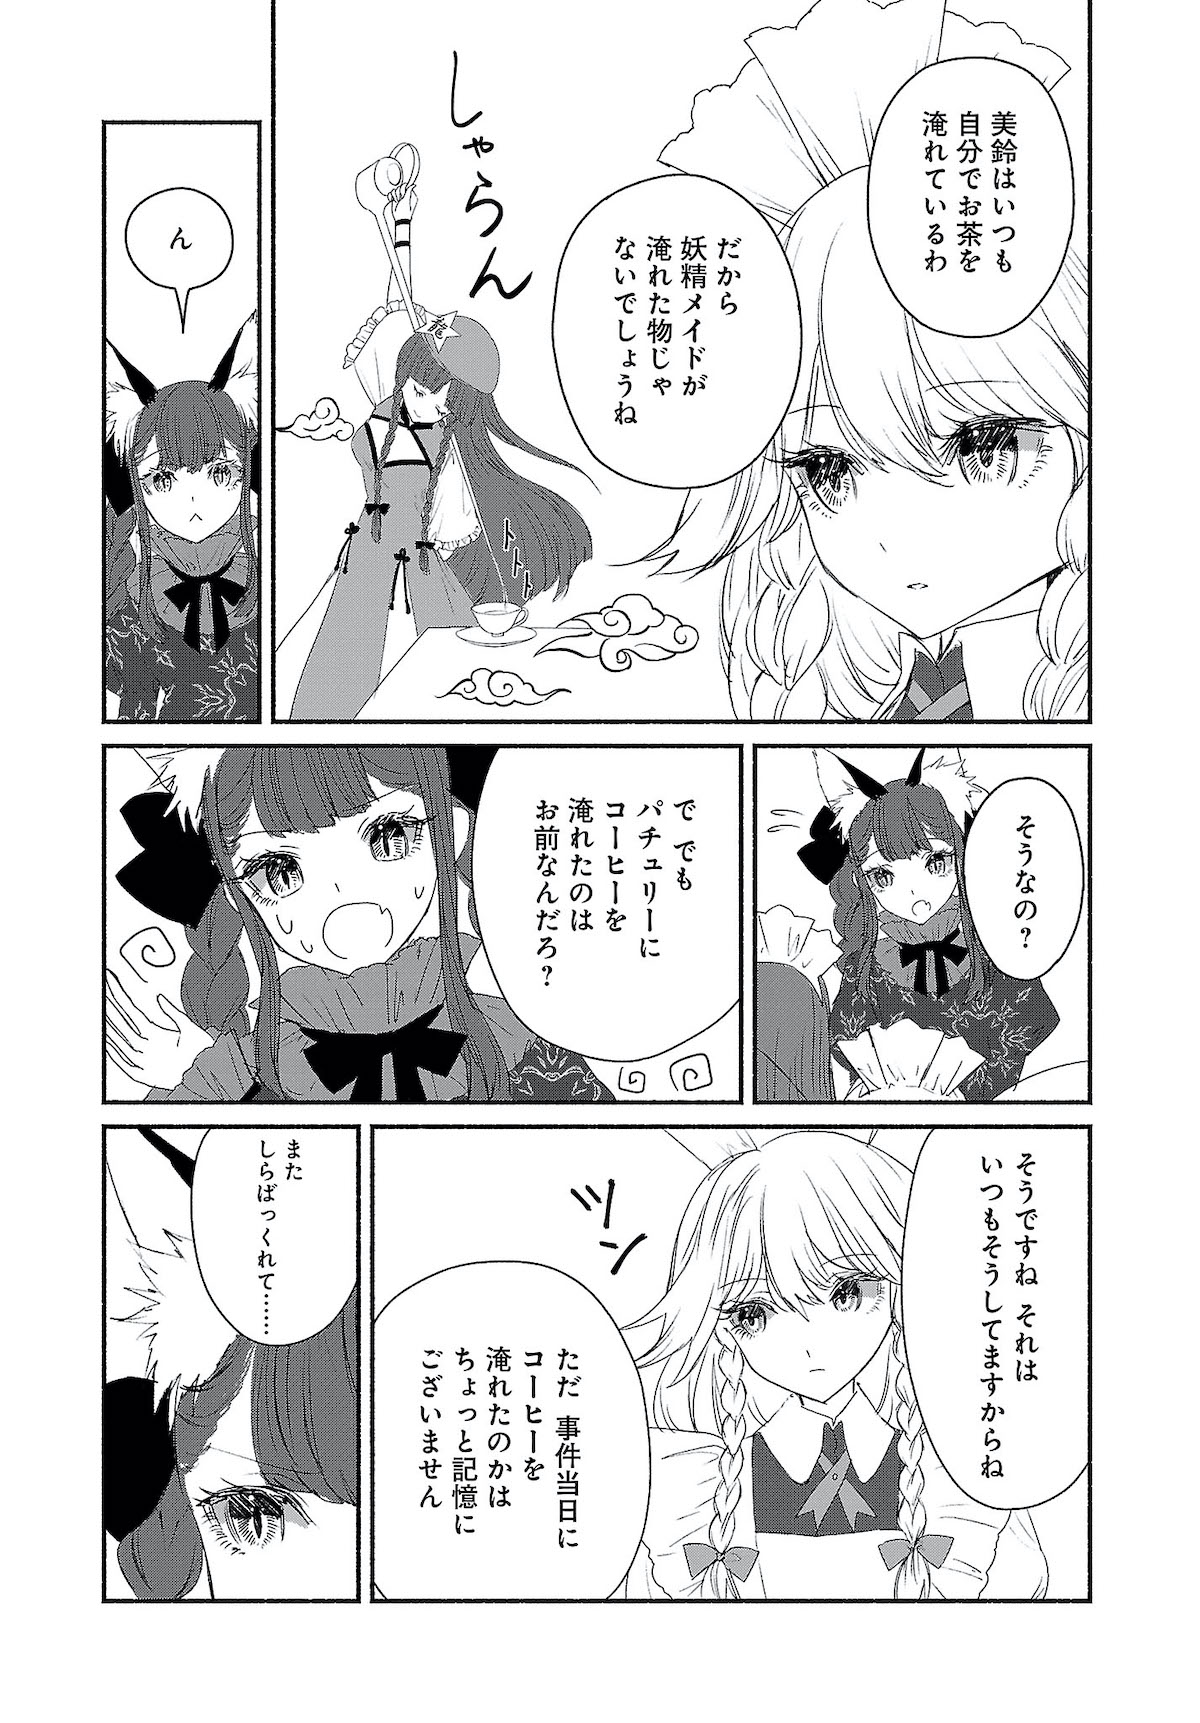 美鈴はいつも
自分でお茶を
淹れているわ
だから
妖精メイドが
淹れた物じゃ
ないでしょうね
しゃらん
龍
トトトト
ん
そうなの?
で でも
パチュリーに
コーヒーを
淹れたのは
お前なんだろ?
そうですね それは
いつもそうしてますからね
ツン
ただ 事件当日に
コーヒーを
淹れたのかは
ちょっと記憶に
ございません
また
しらばっくれて……